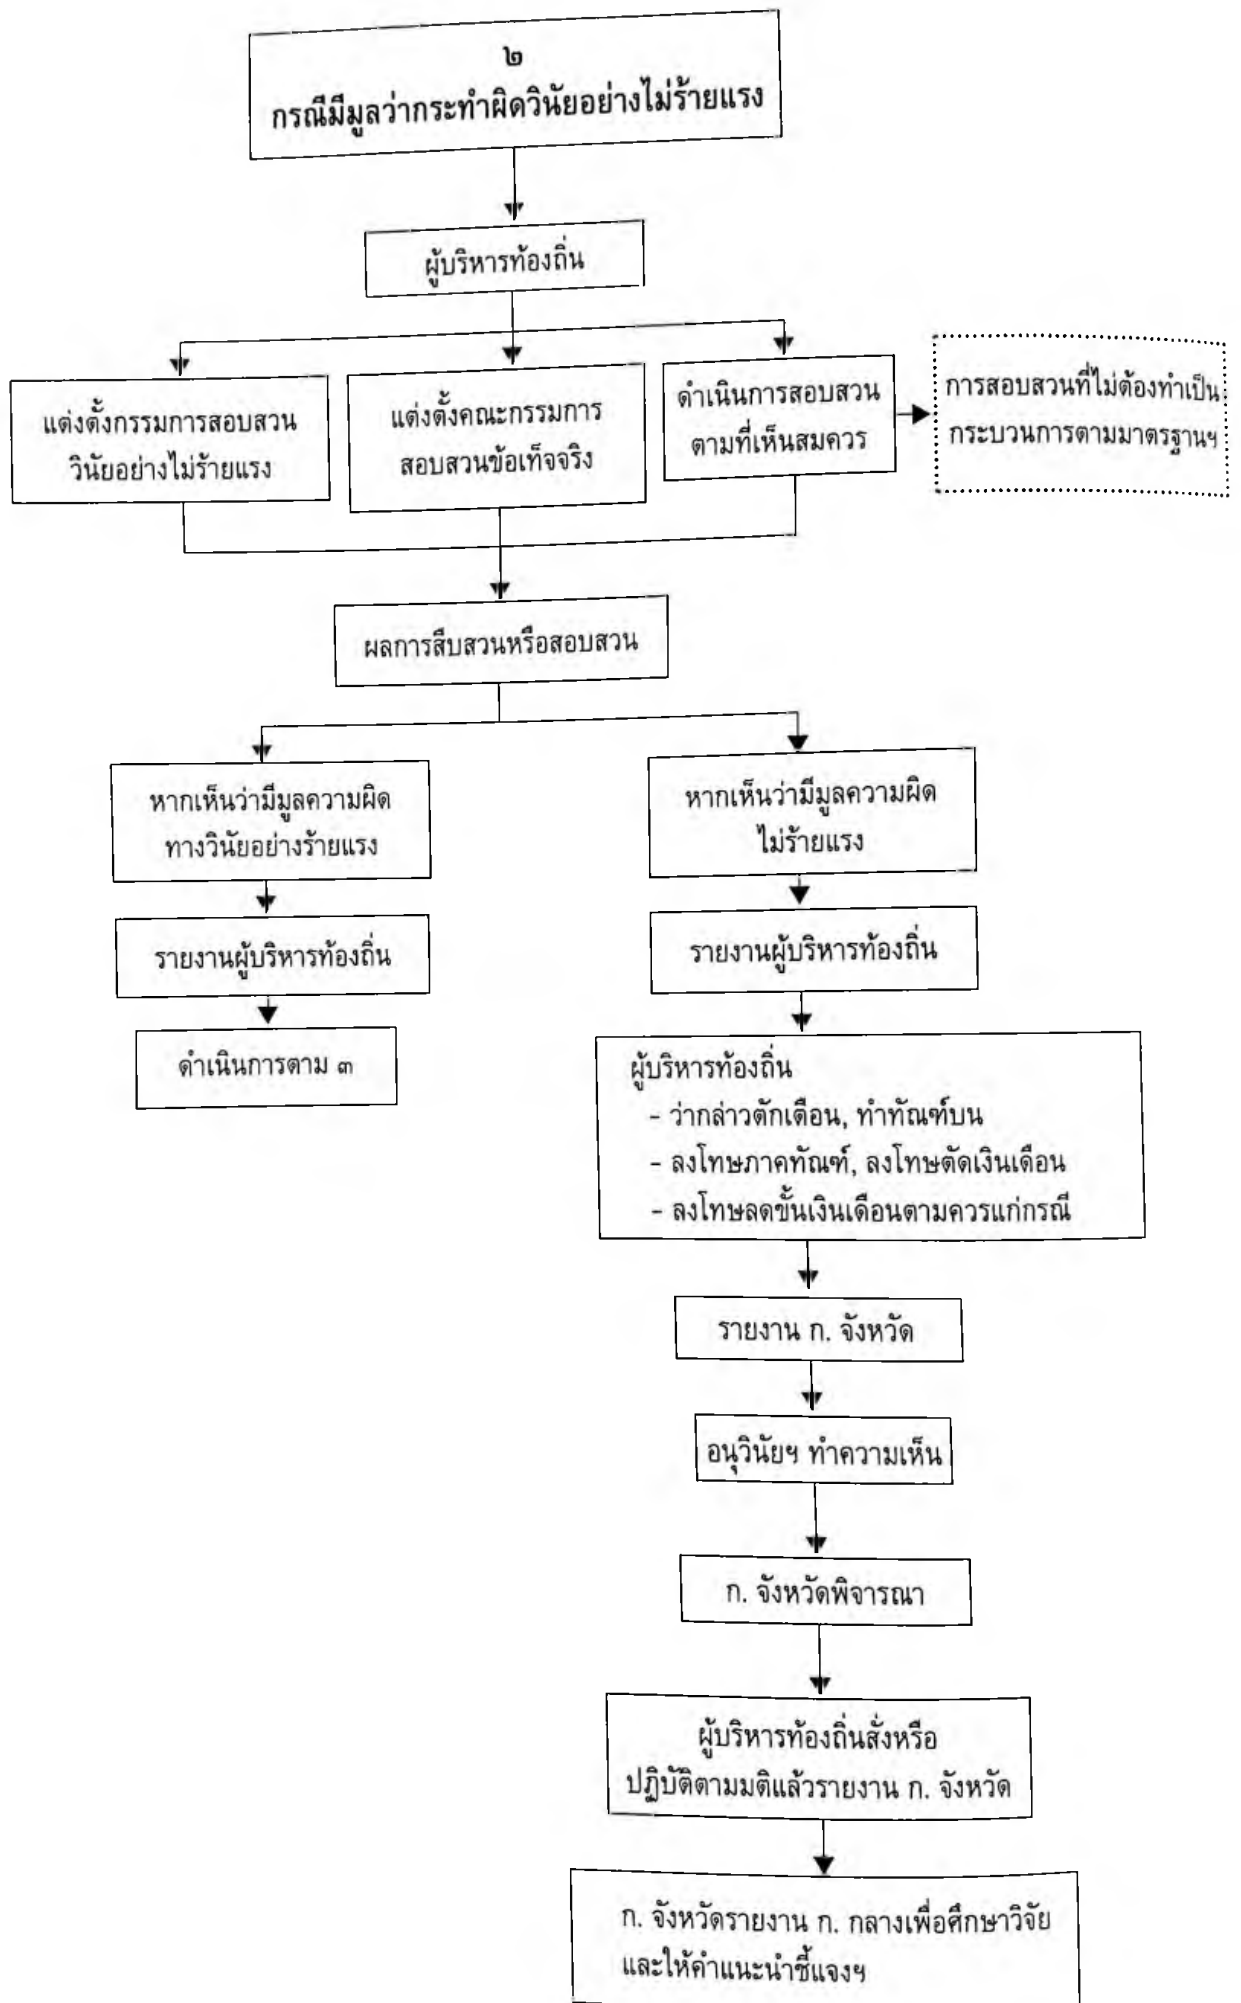 ๒
กรณีมีมูลว่ากระทำผิดวินัยอย่างไม่ร้ายแรง
ผู้บริหารท้องถิ่น
แต่งตั้งกรรมการสอบสวน
วินัยอย่างไม่ร้ายแรง
แต่งตั้งคณะกรรมการ
สอบสวนข้อเท็จจริง
ดำเนินการสอบสวน
ตามที่เห็นสมควร
การสอบสวนที่ไม่ต้องทำเป็น
กระบวนการตามมาตรฐานฯ
ผลการสืบสวนหรือสอบสวน
หากเห็นว่ามีมูลความผิด
ทางวินัยอย่างร้ายแรง
รายงานผู้บริหารท้องถิ่น
ดำเนินการตาม ๓
หากเห็นว่ามีมูลความผิด
ไม่ร้ายแรง
รายงานผู้บริหารท้องถิ่น
ผู้บริหารท้องถิ่น
- ว่ากล่าวตักเตือน, ทำทัณฑ์บน
- ลงโทษภาคทัณฑ์, ลงโทษตัดเงินเดือน
- ลงโทษลดขั้นเงินเดือนตามควรแก่กรณี
รายงาน ก. จังหวัด
อนุวินัยฯ ทำความเห็น
ก. จังหวัดพิจารณา
ผู้บริหารท้องถิ่นสั่งหรือ
ปฏิบัติตามมติแล้วรายงาน ก. จังหวัด
ก. จังหวัดรายงาน ก. กลางเพื่อศึกษาวิจัย
และให้คำแนะนำชี้แจงฯ